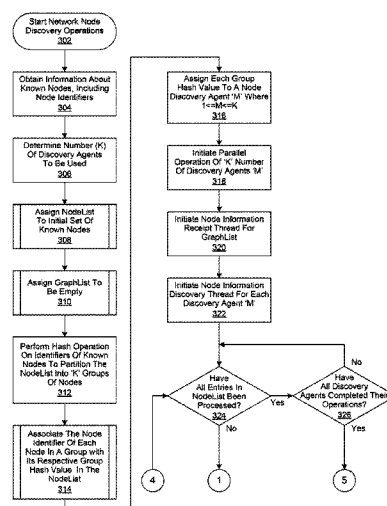 Start Network Node
Discovery Operations
302
Obtain Information About
Known Nodes, Including
Node Identifiers
304
Determine Number (K)
Of Discovery Agents
To Be Used
306
Assign NodeList
To Initial Set Of
Known Nodes
308
Assign GraphList To
Be Empty
310
Perform Hash Operation
On Identifiers Of Known
Nodes To Partition The
NodeList Into 'K' Groups
Of Nodes
312
Associate The Node
Identifier Of Each
Node In A Group with
Its Respective Group
Hash Value In The
NodeList
314
Assign Each Group
Hash Value To A Node
Discovery Agent 'M' Where
1<=M<=K
316
Initiate Parallel
Operation Of 'K' Number
Of Discovery Agents 'M'
318
Initiate Node Information
Receipt Thread For
GraphList
320
Initiate Node Information
Discovery Thread For Each
Discovery Agent 'M'
322
Have
All Entries In
NodeList Been
Processed?
324
Yes
No
Have
All Discovery
Agents Completed Their
Operations?
326
No
Yes
4
1
5